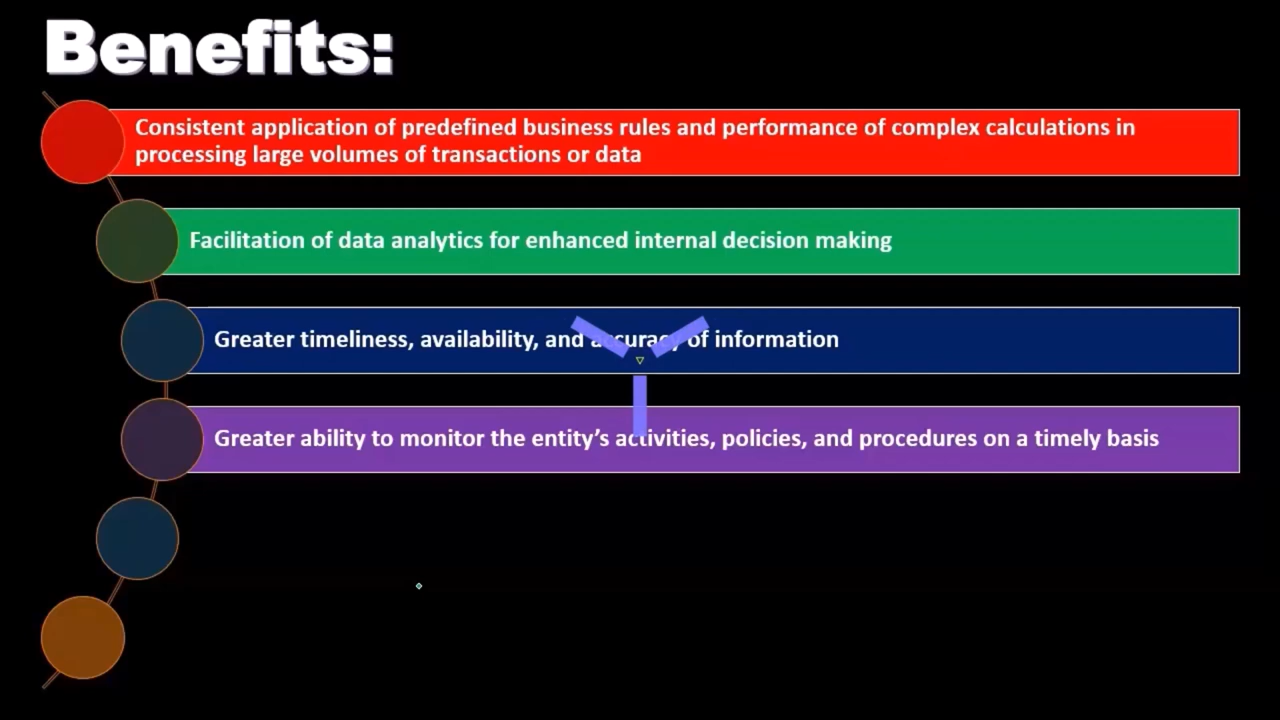 Benefits:
Consistent application of predefined business rules and performance of complex calculations in
processing large volumes of transactions or data
Facilitation of data analytics for enhanced internal decision making
Greater timeliness, availability, and accuracy of information
Greater ability to monitor the entity’s activities, policies, and procedures on a timely basis